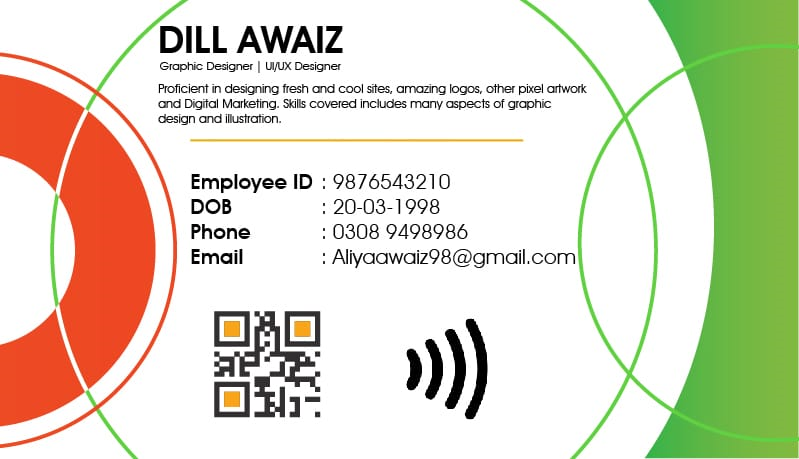 DILL AWAIZ
Graphic Designer | UI/UX Designer
Proficient in designing fresh and cool sites, amazing logos, other pixel artwork
and Digital Marketing. Skills covered includes many aspects of graphic
design and illustration.
Employee ID : 9876543210
DOB : 20-03-1998
Phone : 0308 9498986
Email : Aliyaawaiz98@gmail.com